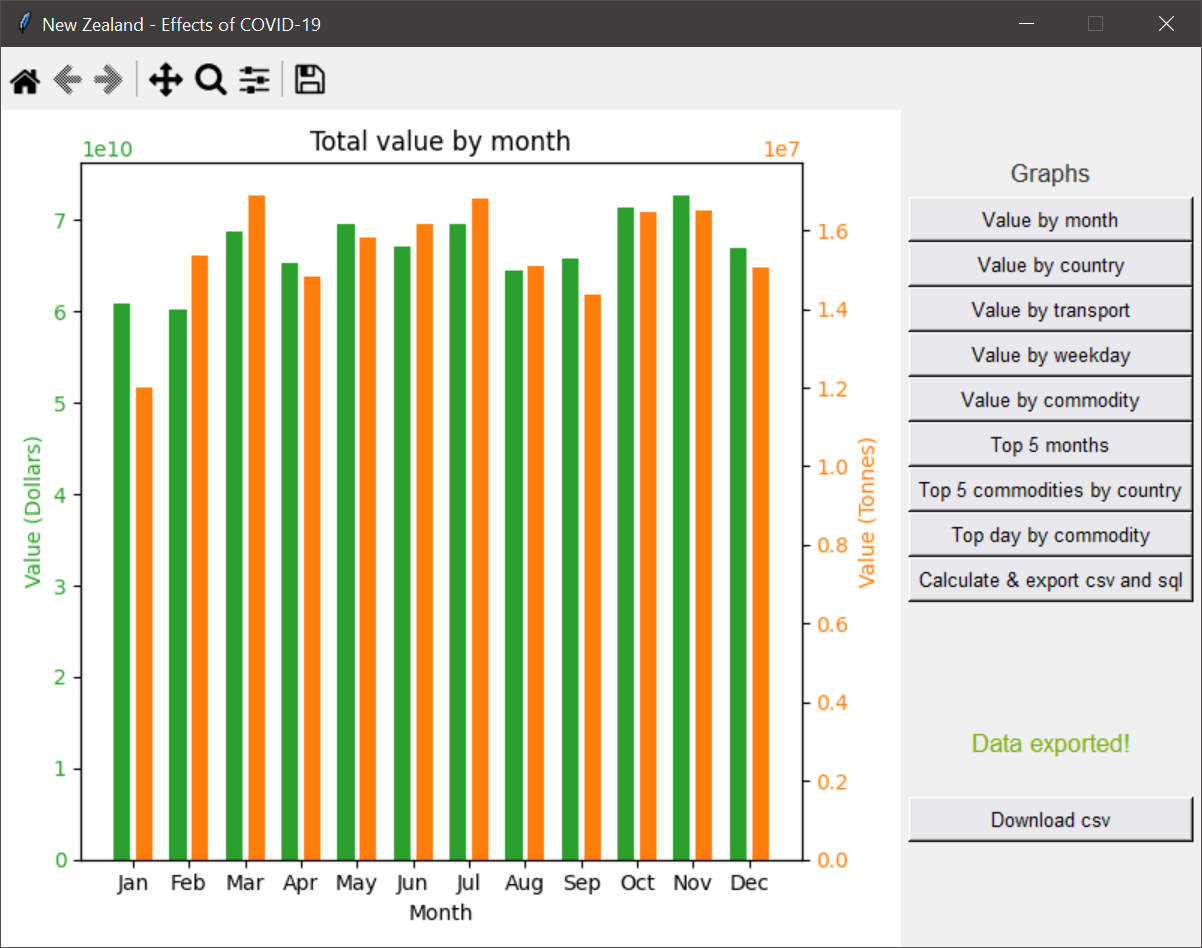 New Zealand - Effects of COVID-19
Total value by month
1e10
1e7
7
6
5
4
3
2
1
0
Value (Dollars)
1.6
1.4
1.2
1.0
0.8
0.6
0.4
0.2
0.0
Value (Tonnes)
Jan Feb Mar Apr May Jun Jul Aug Sep Oct Nov Dec
Month
Graphs
Value by month
Value by country
Value by transport
Value by weekday
Value by commodity
Top 5 months
Top 5 commodities by country
Top day by commodity
Calculate & export csv and sql
Data exported!
Download csv